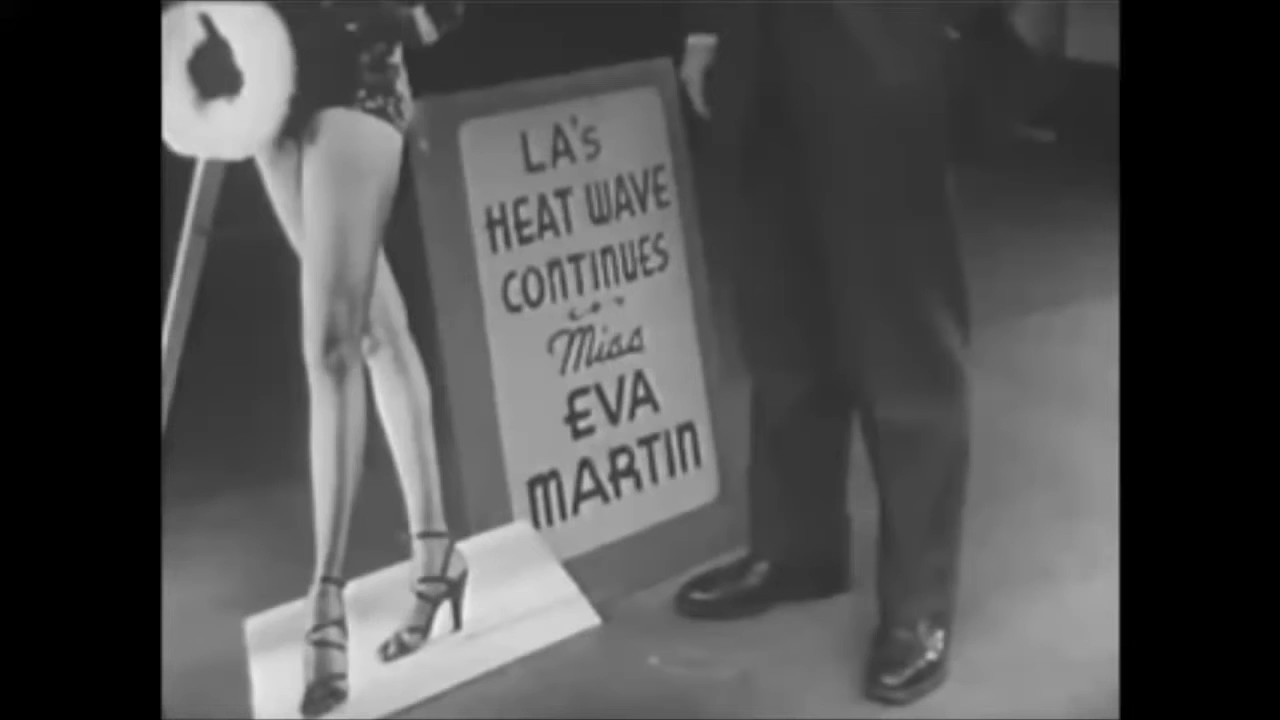 LA's
HEAT WAVE
CONTINUES
Miss
EVA
MARTIN